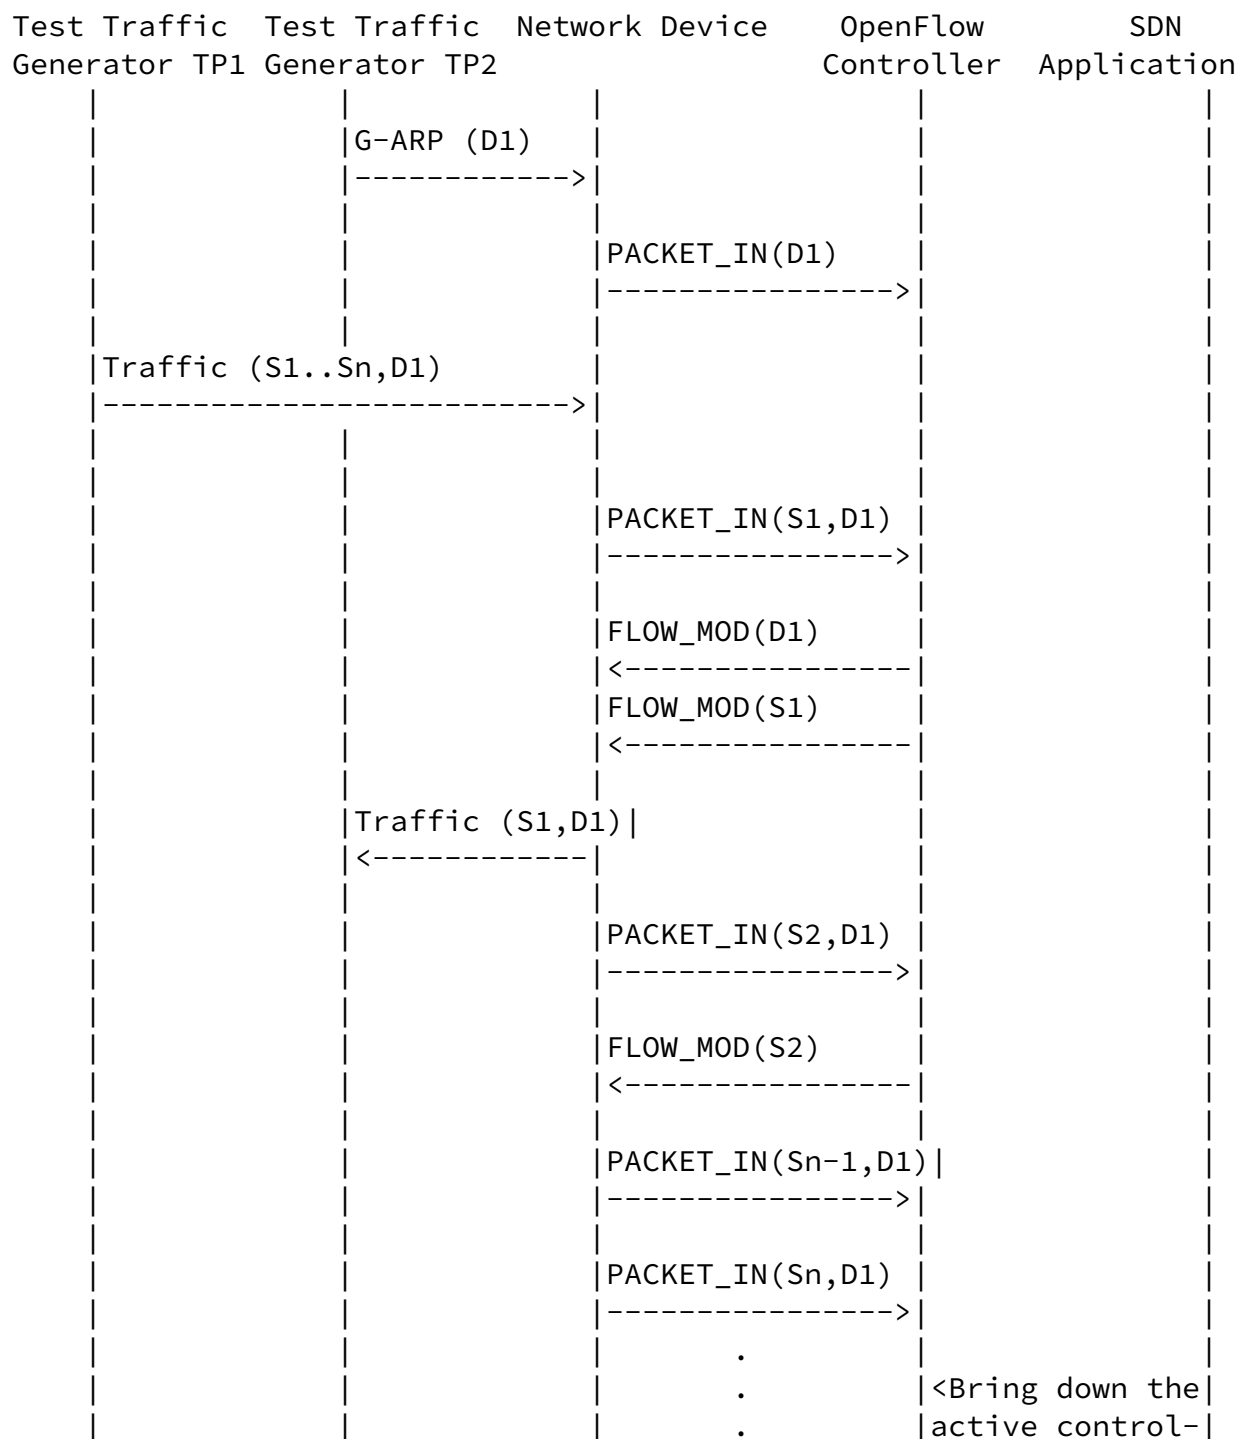 Test Traffic  Test Traffic  Network Device    OpenFlow        SDN
Generator TP1 Generator TP2                  Controller  Application
G-ARP (D1)
------------>
PACKET_IN(D1)
---------------->
Traffic (S1..Sn,D1)
-------------------------->
PACKET_IN(S1,D1)
---------------->
FLOW_MOD(D1)
<----------------
FLOW_MOD(S1)
<----------------
Traffic (S1,D1)|
<------------
PACKET_IN(S2,D1)
---------------->
FLOW_MOD(S2)
<----------------
PACKET_IN(Sn-1,D1)|
---------------->
PACKET_IN(Sn,D1)
---------------->
.
. <Bring down the
. active control-